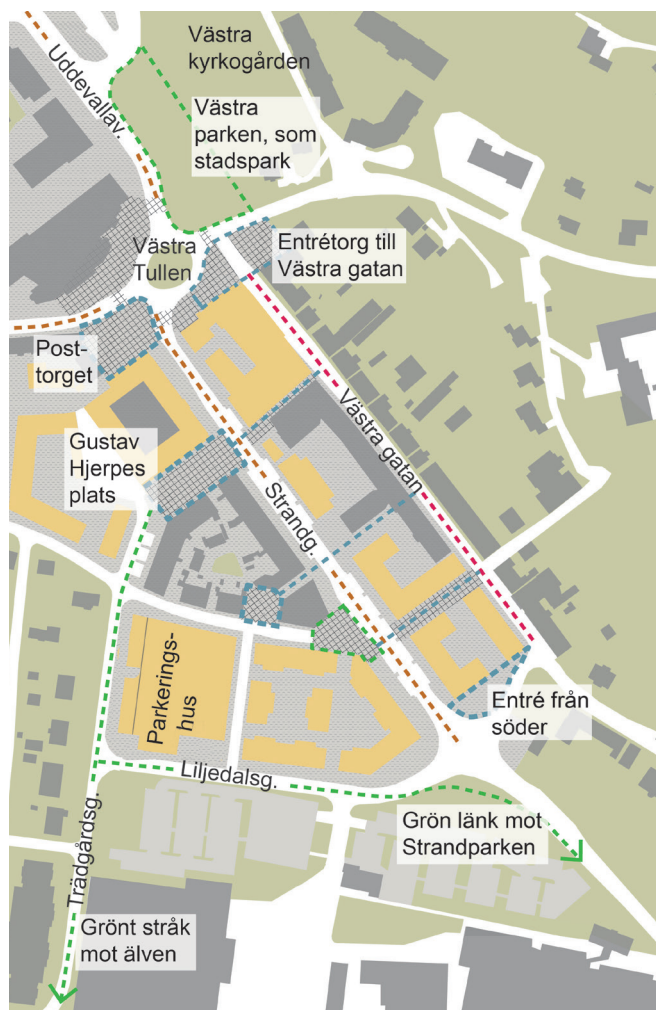 Västra
kyrkogården
Uddevallav.
Västra
parken, som
stadspark
Västra
Tullen
Entrétorg till
Västra gatan
Post-
torget
Gustav
Hjerpes
plats
Västra gatan
Strandg.
Parkerings-
hus
Entré från
söder
Liljedalsg.
Grön länk mot
Strandparken
Trädgårdsg.
Grönt stråk
mot älven